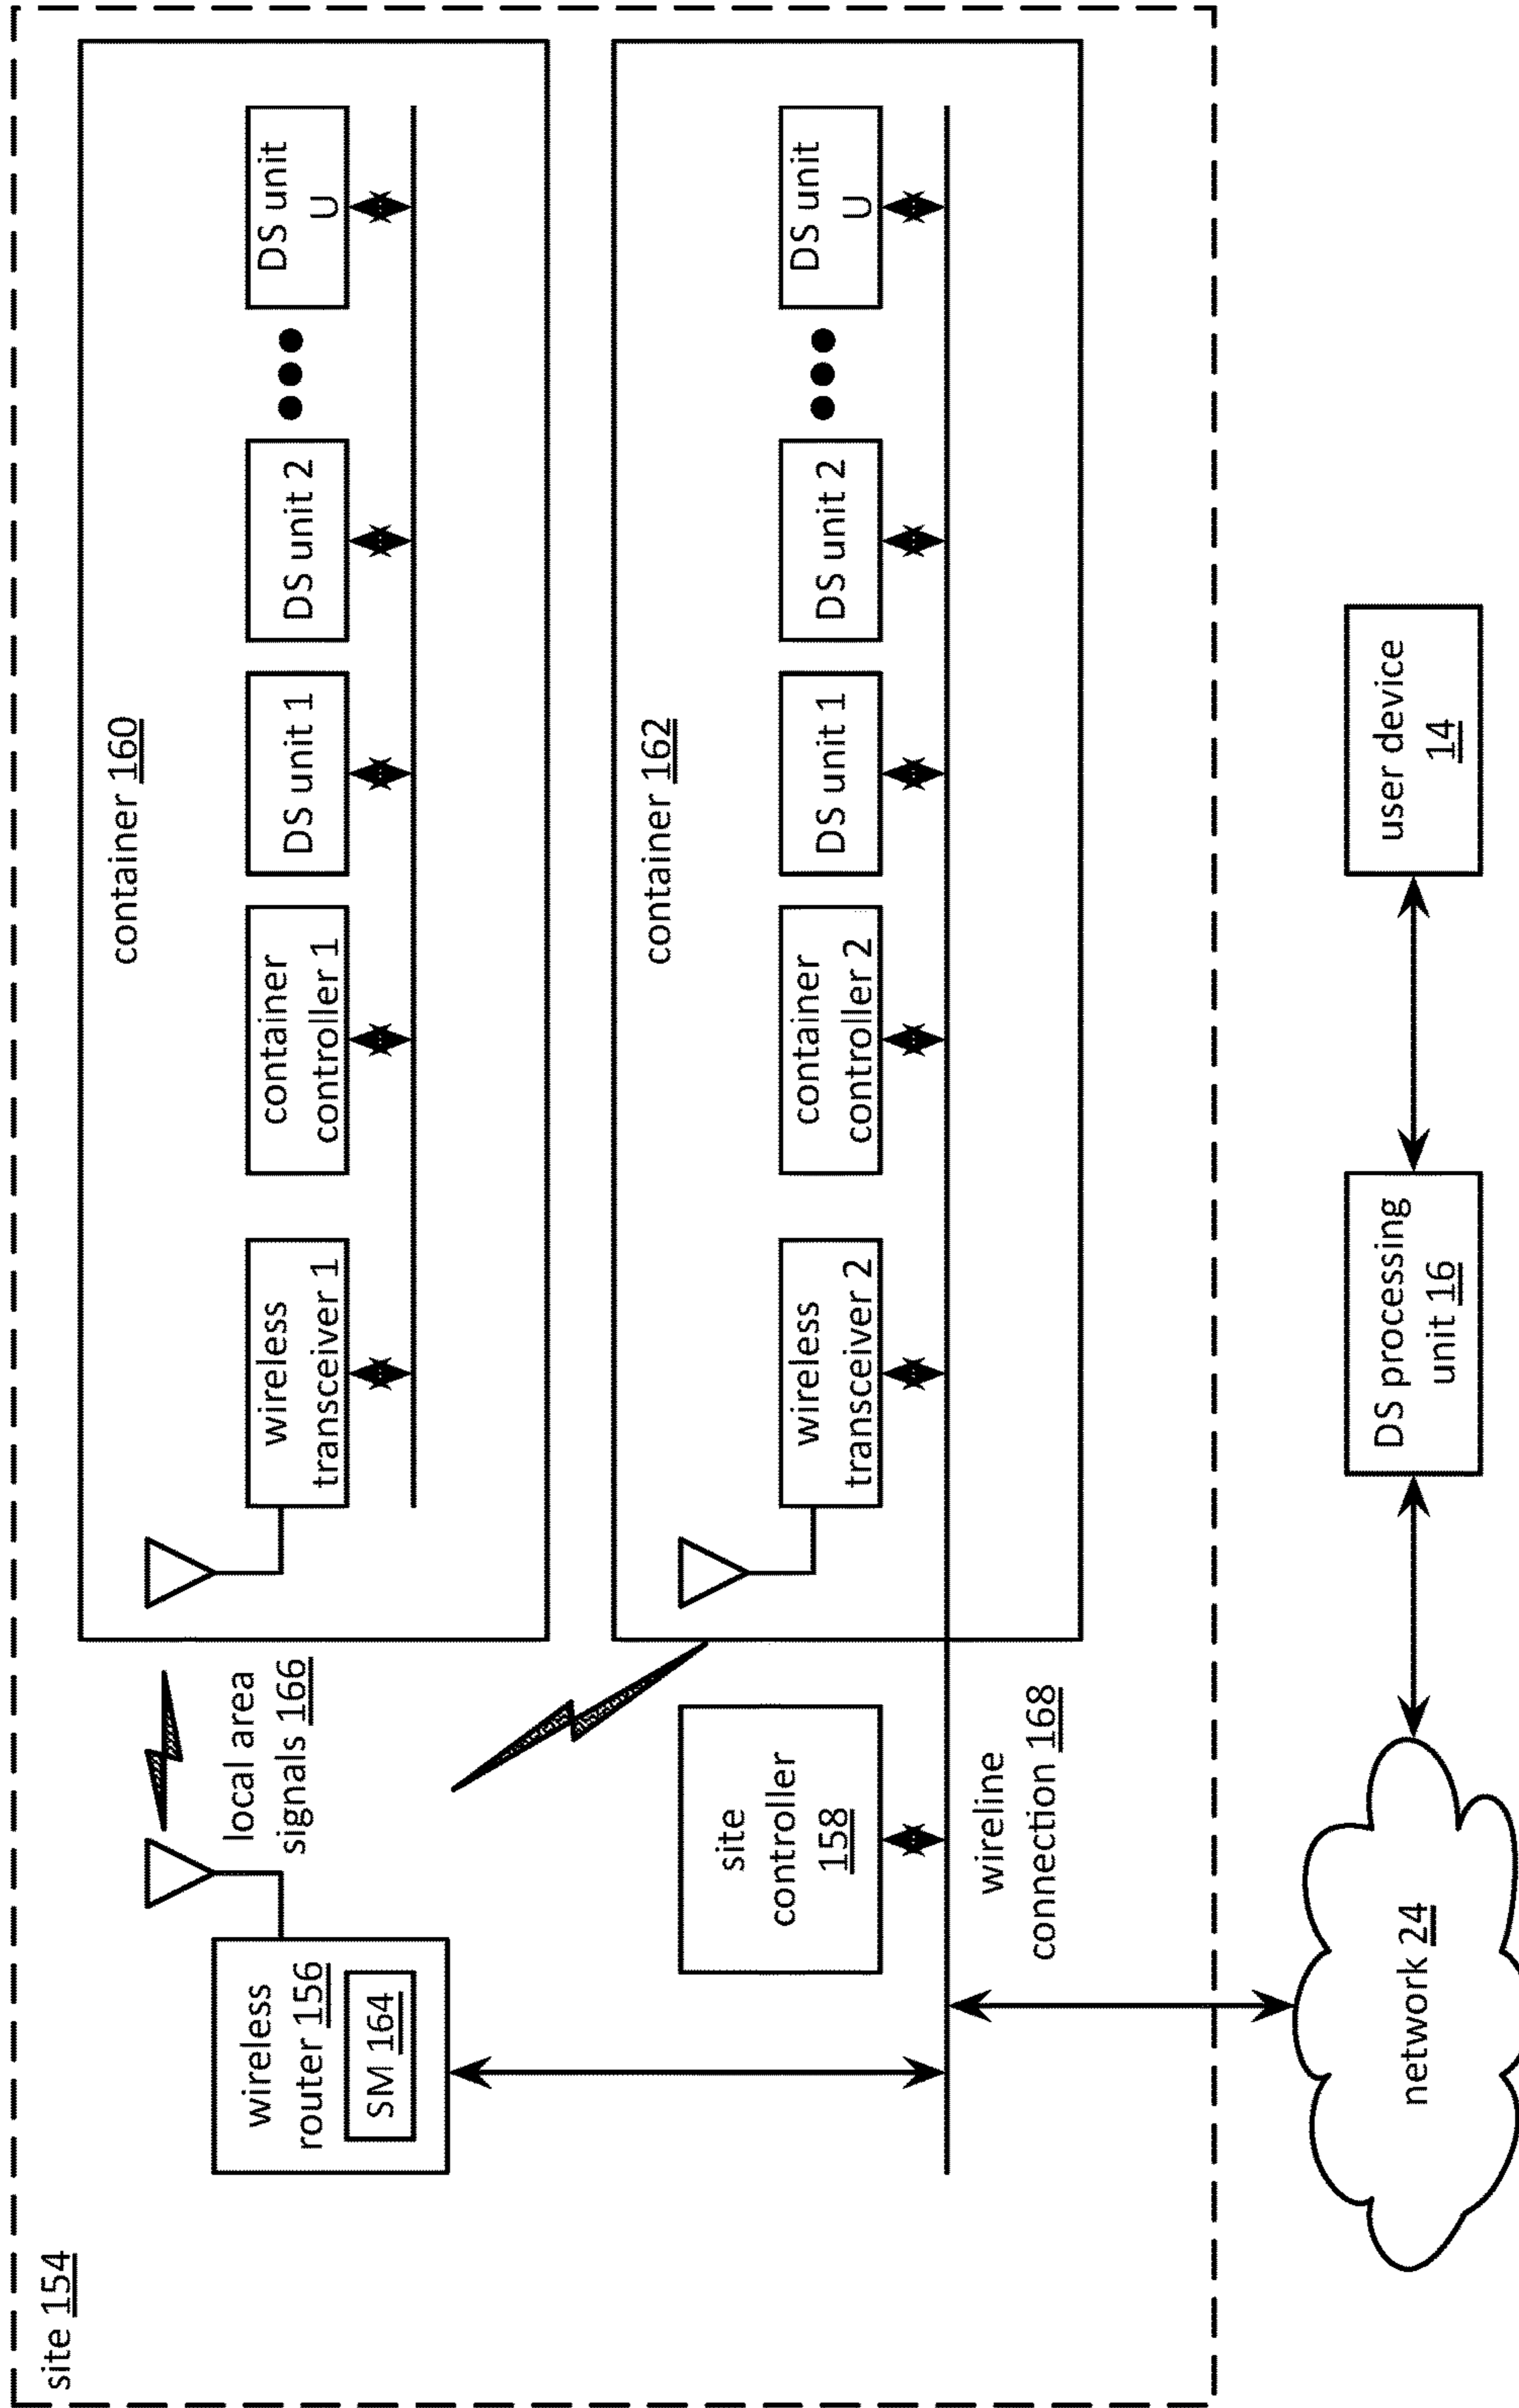 site 154
wireless
router 156
SM 164
local area
signals 166
container 160
wireless
transceiver 1
container
controller 1
DS unit 1
DS unit 2
DS unit
U
site
controller
158
container 162
wireless
transceiver 2
container
controller 2
DS unit 1
DS unit 2
DS unit
U
wireline
connection 168
network 24
DS processing
unit 16
user device
14